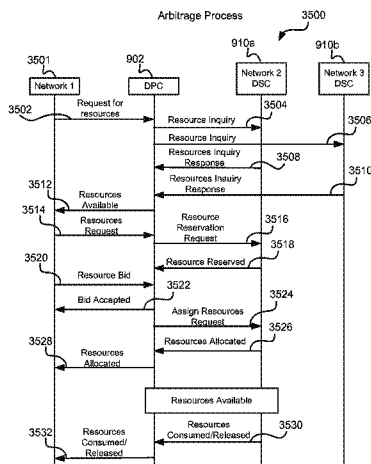 Arbitrage Process
3500
910a
910b
3501
902
Network 1
DPC
Network 2
DSC
Network 3
DSC
3502
Request for
resources
3504
Resource Inquiry
3506
Resource Inquiry
Resources Inquiry
Response
3508
3510
Resources Inquiry
Response
3512
Resources
Available
3514
Resources
Request
Resource
Reservation
Request
3516
3518
Resource Reserved
3520
Resource Bid
3522
Bid Accepted
3524
Assign Resources
Request
3526
Resources Allocated
3528
Resources
Allocated
Resources Available
Resources
Consumed/Released
3530
3532
Resources
Consumed/
Released